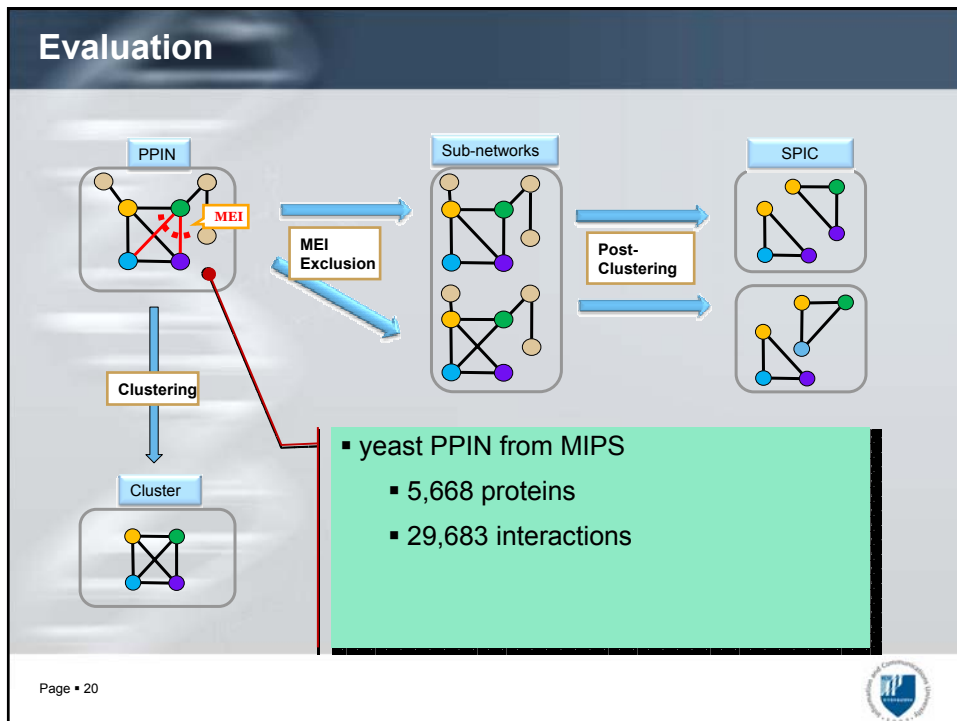 Evaluation
PPIN
Sub-networks
SPIC
MEI
MEI
Exclusion
Post-
Clustering
Clustering
Cluster
▪ yeast PPIN from MIPS
▪ 5,668 proteins
▪ 29,683 interactions
Page ▪ 20